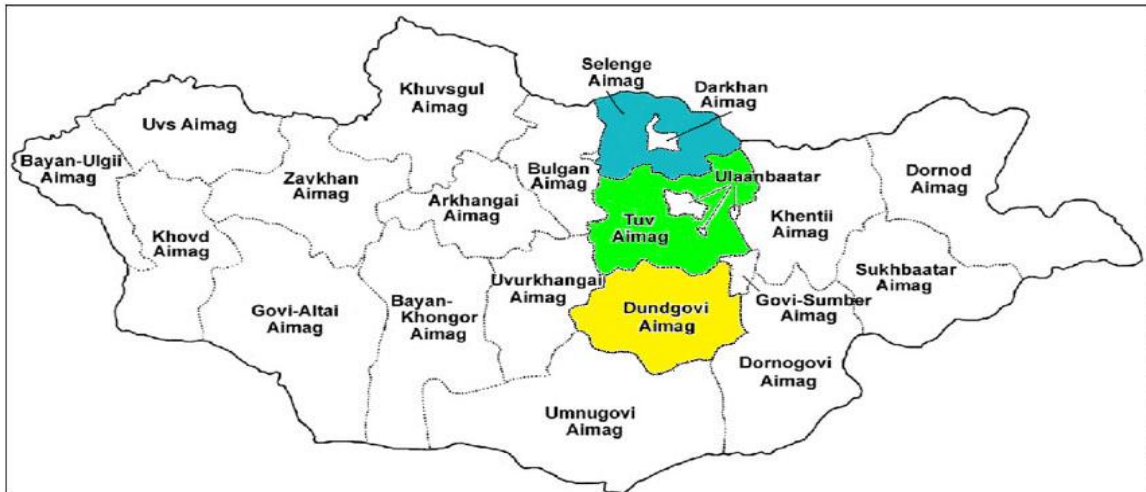 Selenge
Aimag
Darkhan
Aimag
Khuvsgul
Aimag
Uvs Aimag
Bayan-Ulgii
Aimag
Zavkhan
Aimag
Bulgan
Aimag
Ulaanbaatar
Dornod
Aimag
Arkhangai
Aimag
Khovd
Aimag
Tuv
Aimag
Khentii
Aimag
Sukhbaatar
Aimag
Uvurkhangai
Aimag
Govi-Altai
Aimag
Bayan-
Khongor
Aimag
Dundgovi
Aimag
Govi-Sumber
Aimag
Dornogovi
Aimag
Umnugovi
Aimag